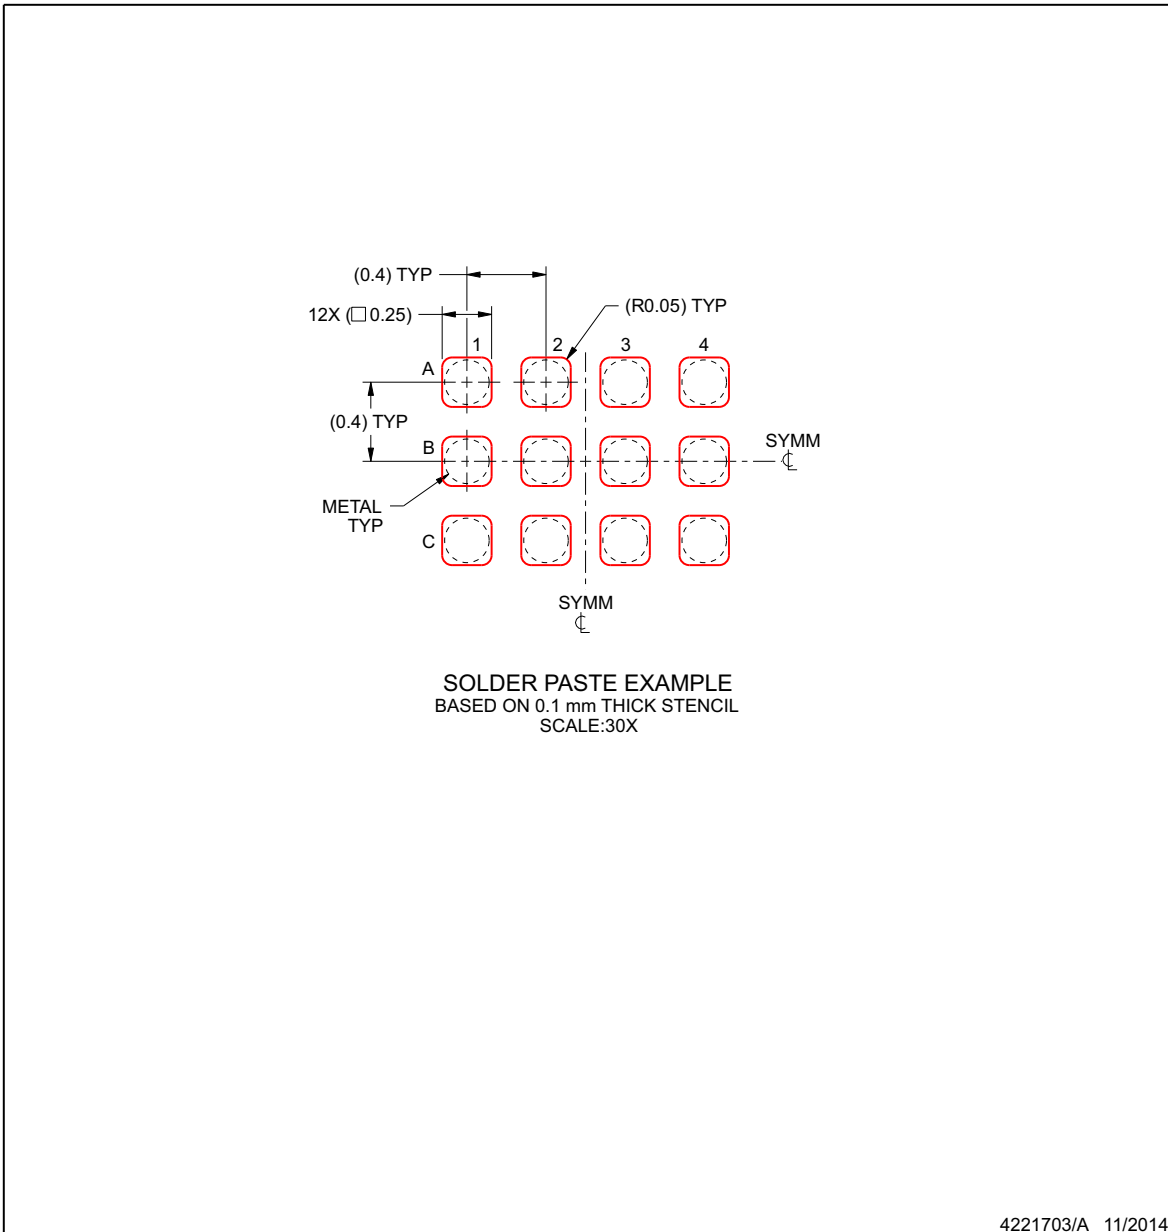 (0.4) TYP
12X (□ 0.25)
(R0.05) TYP
1 2 3 4
A
(0.4) TYP
B
SYMM
METAL
TYP
C
SYMM
SOLDER PASTE EXAMPLE
BASED ON 0.1 mm THICK STENCIL
SCALE:30X
4221703/A 11/2014